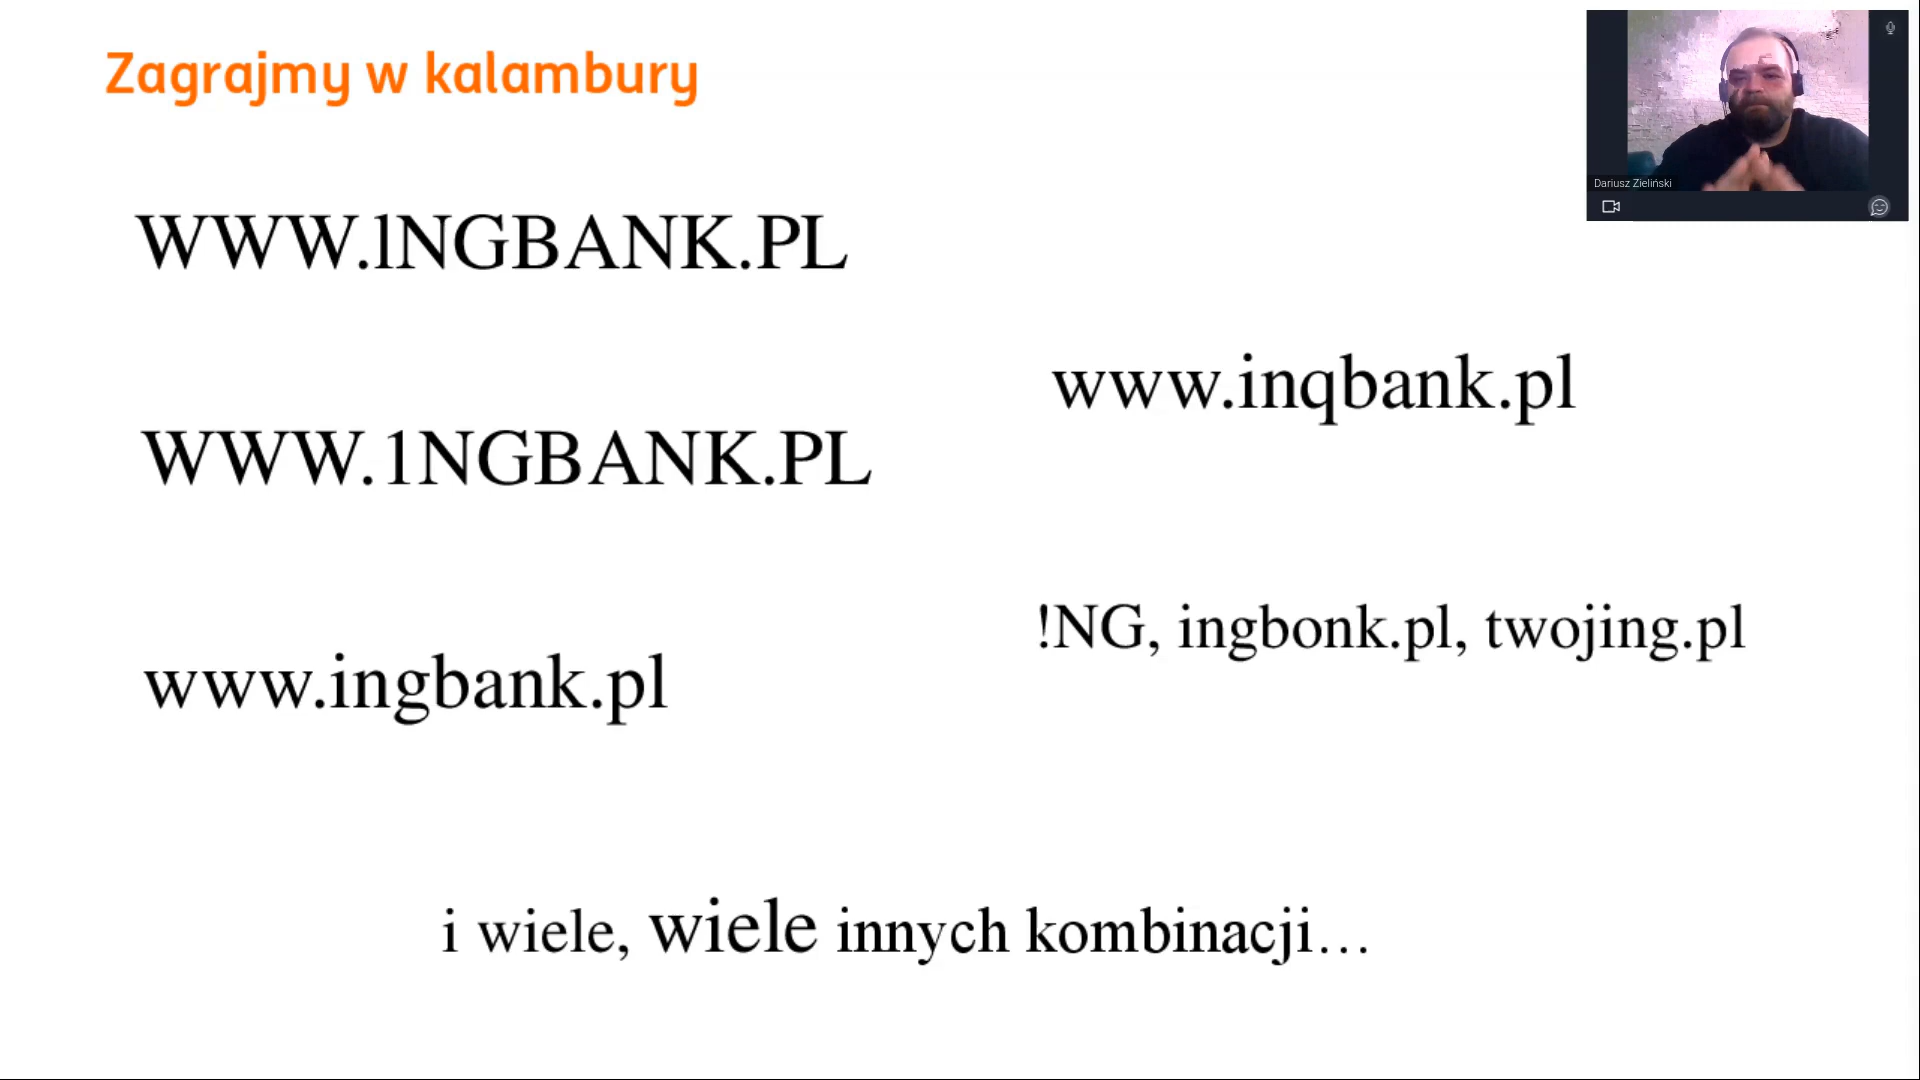 Zagrajmy w kalambury
Dariusz Zieliński
WWW.lNGBANK.PL
www.inqbank.pl
WWW.1NGBANK.PL
!NG, ingbonk.pl, twojing.pl
www.ingbank.pl
i wiele, wiele innych kombinacji...